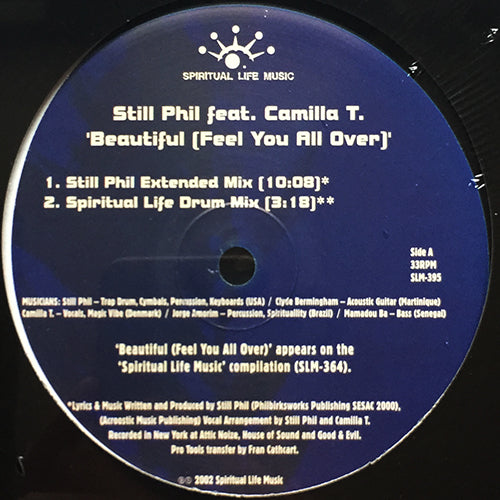 SPIRITUAL LIFE MUSIC
Still Phil feat. Camilla T.
'Beautiful (Feel You All Over)'
1. Still Phil Extended Mix (10:08)*
2. Spiritual Life Drum Mix (3:18)**
Side A
33RPM
SLM-395
MUSICIANS: Still Phil – Trap Drum, Cymbals, Percussion, Keyboards (USA) / Clyde Bermingham – Acoustic Guitar (Martinique)
Camilla T. – Vocals, Magic Vibe (Denmark) / Jorge Amorim – Percussion, Spirituallity (Brazil) / Mamadou Ba – Bass (Senegal)
'Beautiful (Feel You All Over)' appears on the
'Spiritual Life Music' compilation (SLM-364).
*Lyrics & Music Written and Produced by Still Phil (Philbirksworks Publishing SESAC 2000),
(Acroostic Music Publishing) Vocal Arrangement by Still Phil and Camilla T.
Recorded in New York at Attic Noize, House of Sound and Good & Evil.
Pro Tools transfer by Fran Cathcart.
℗© 2002 Spiritual Life Music